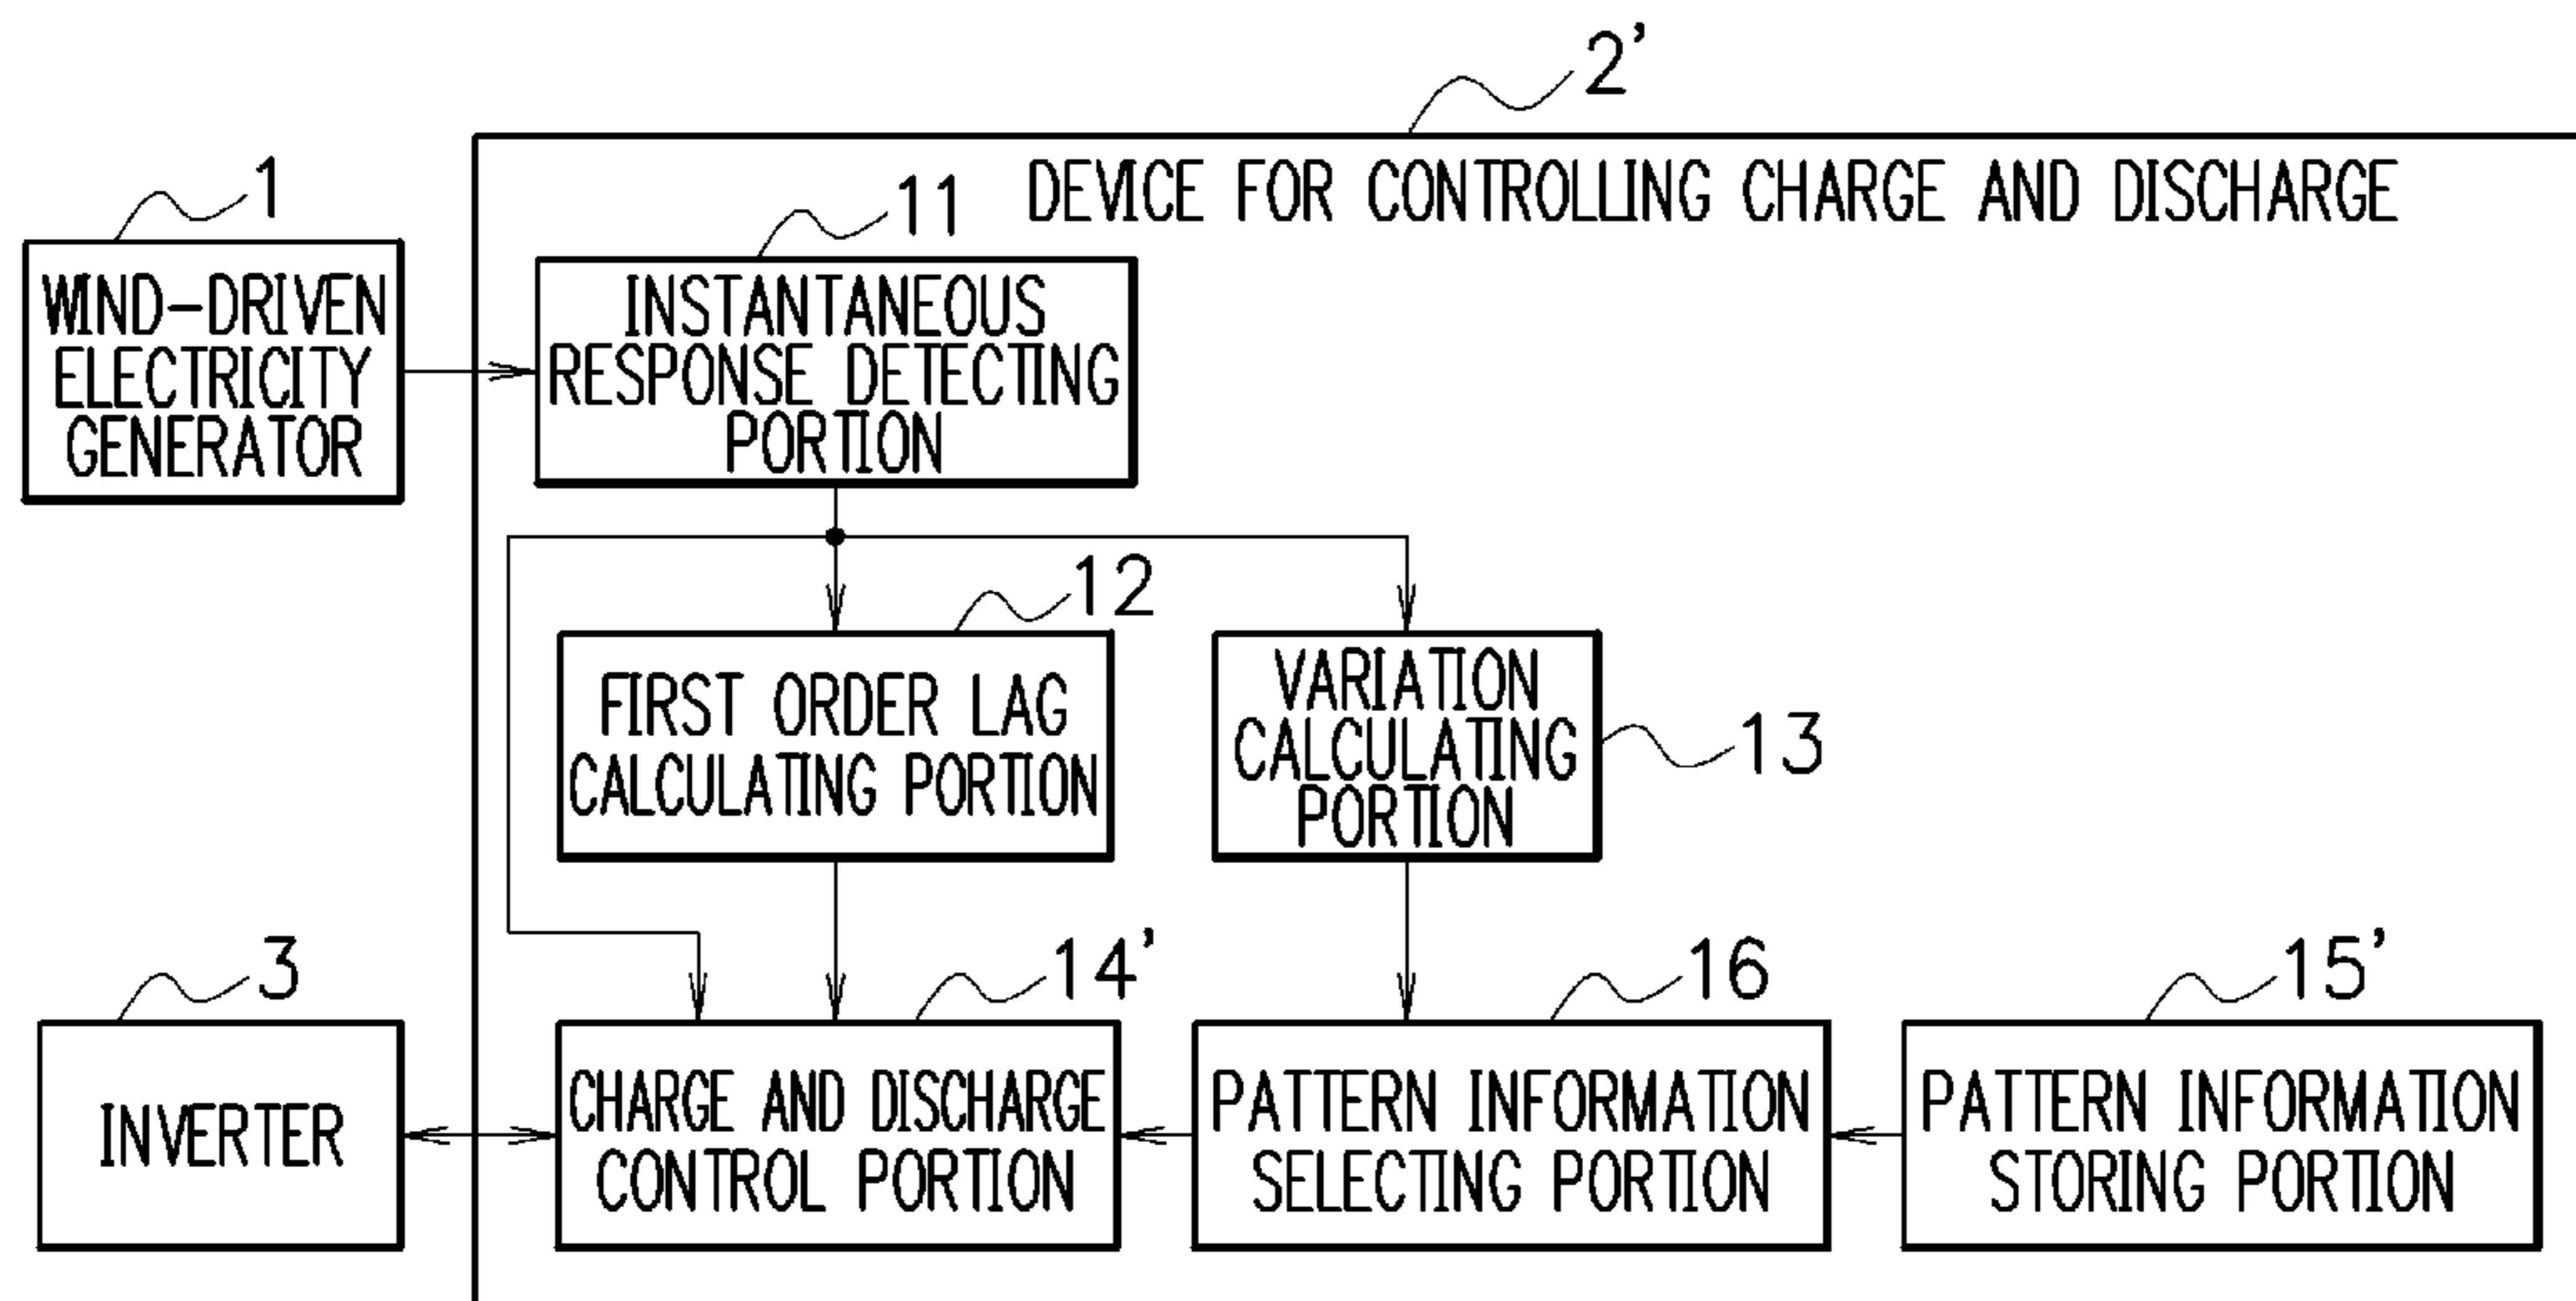 2'
DEVICE FOR CONTROLLING CHARGE AND DISCHARGE
1
WIND-DRIVEN
ELECTRICITY
GENERATOR
11
INSTANTANEOUS
RESPONSE DETECTING
PORTION
12
FIRST ORDER LAG
CALCULATING PORTION
VARIATION
CALCULATING
PORTION
13
3
INVERTER
14'
CHARGE AND DISCHARGE
CONTROL PORTION
16
PATTERN INFORMATION
SELECTING PORTION
15'
PATTERN INFORMATION
STORING PORTION